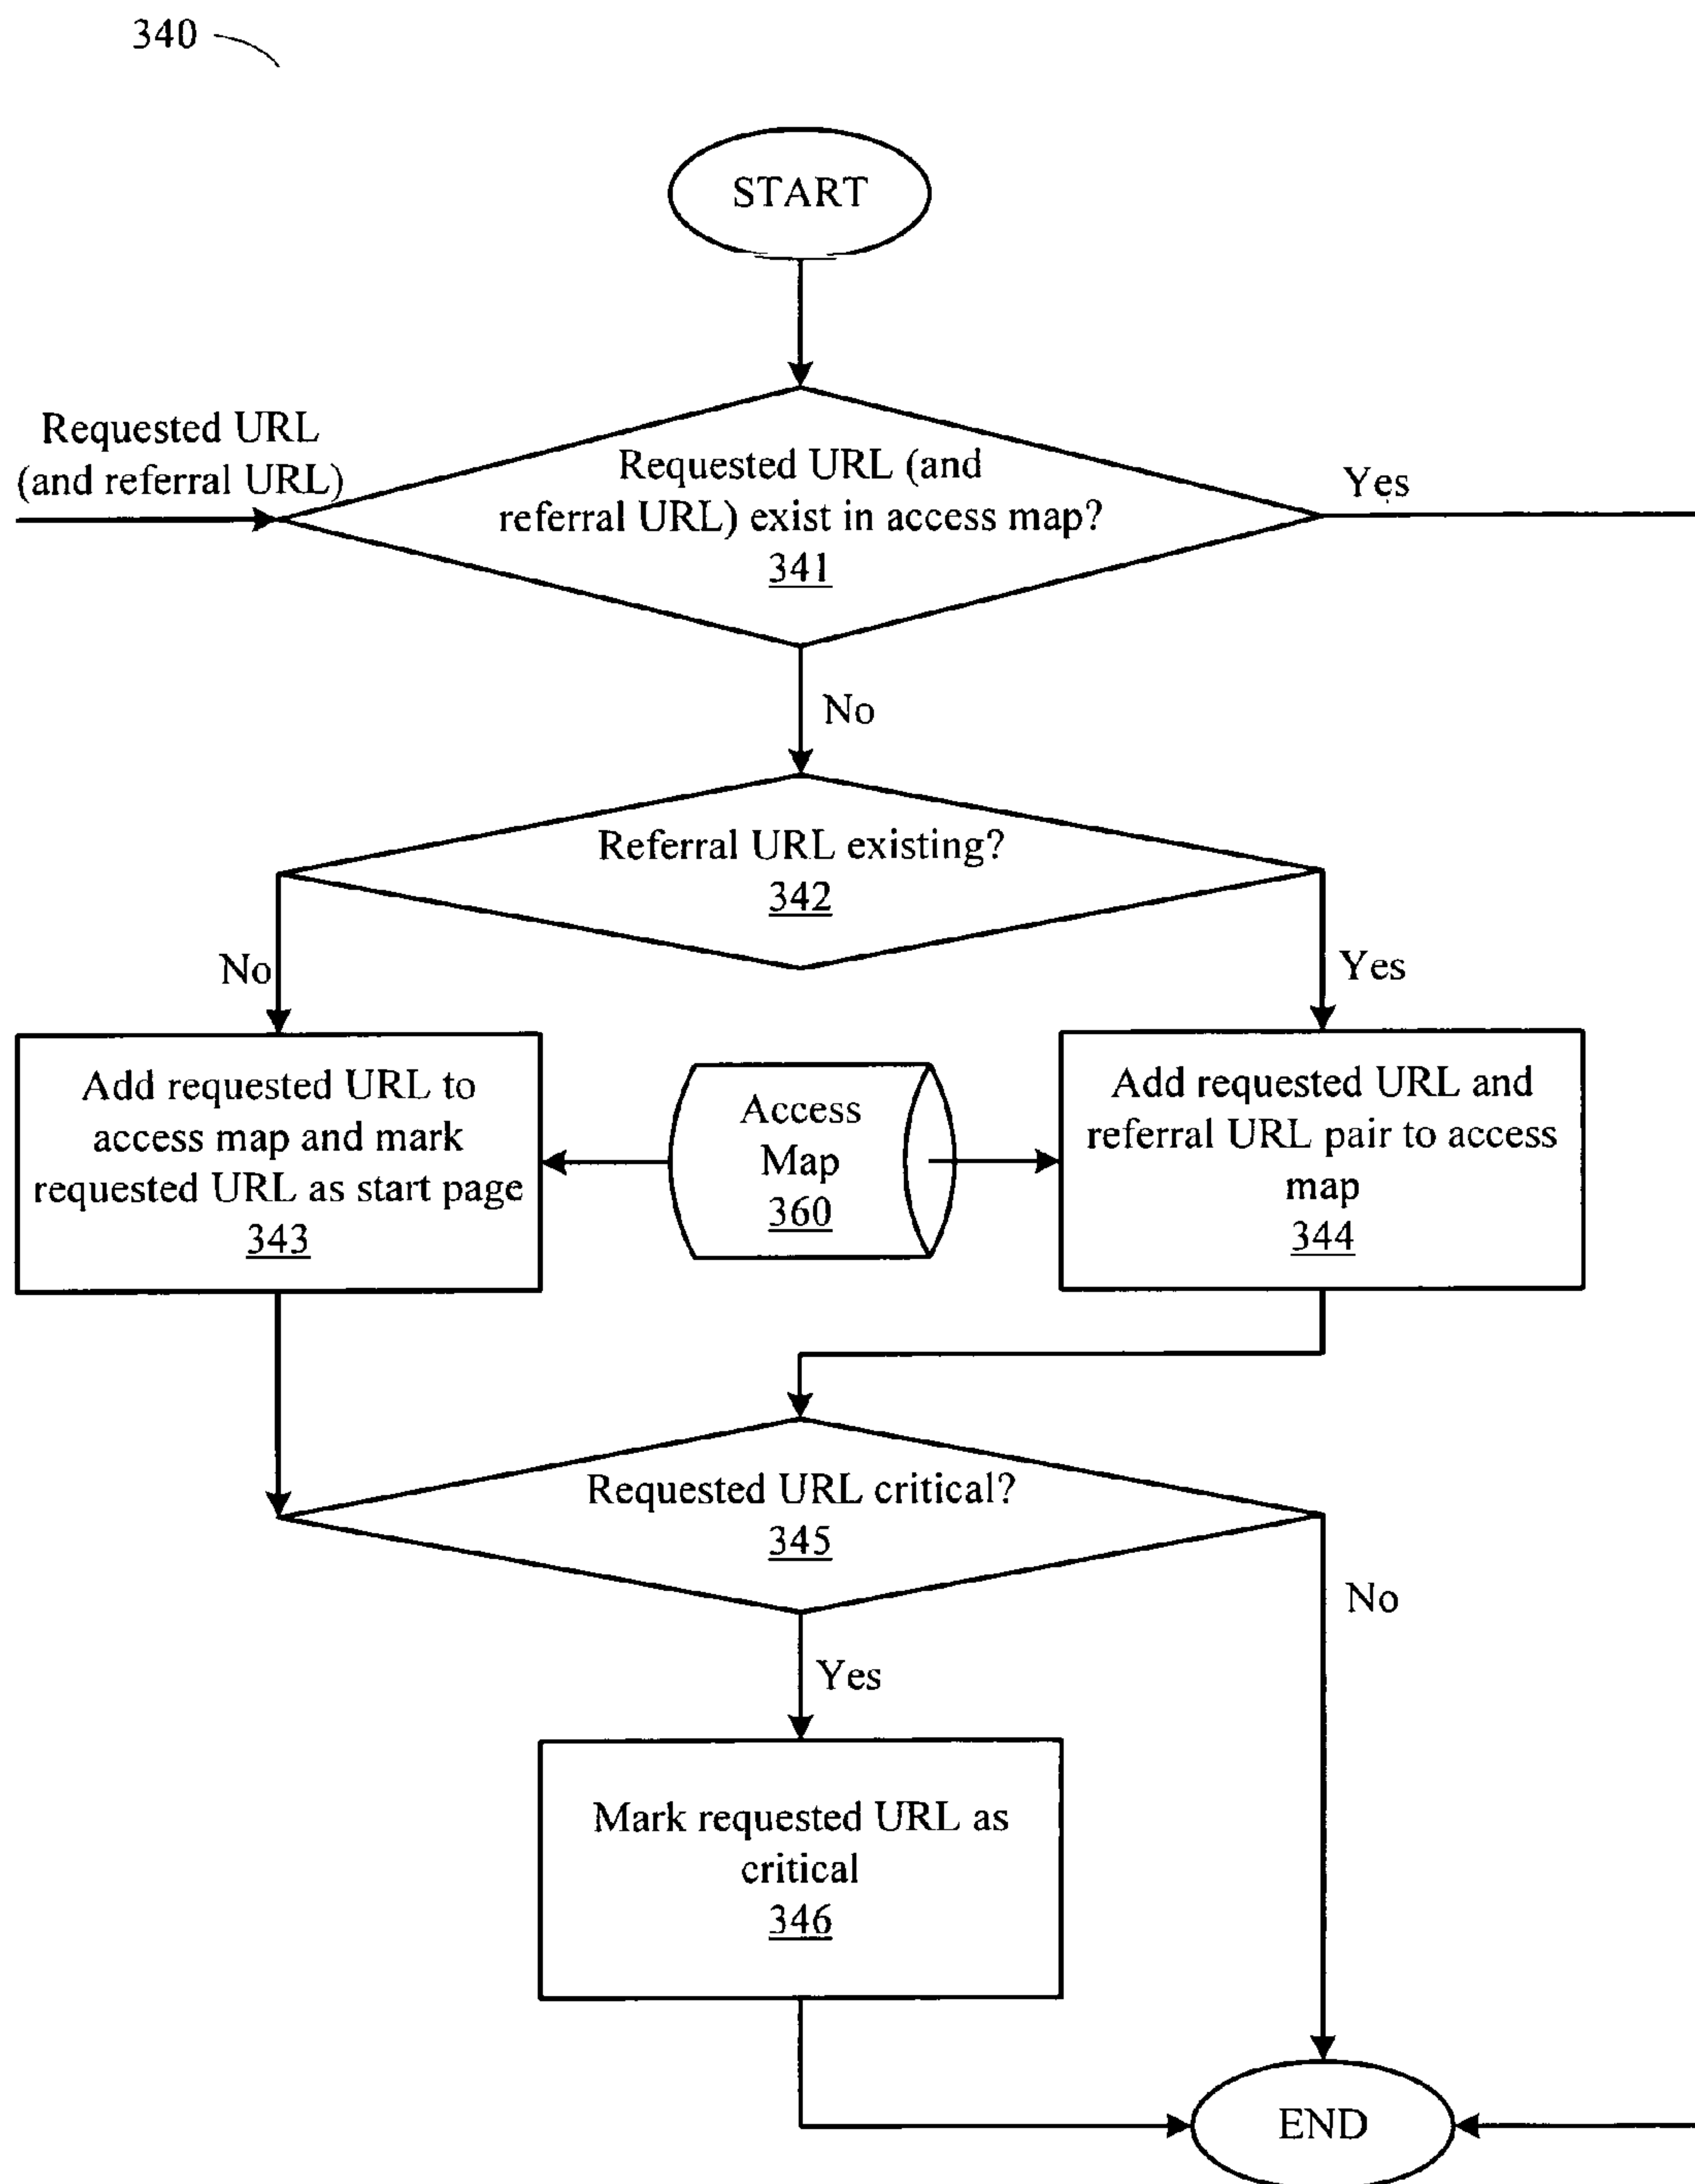 340
START
Requested URL
(and referral URL)
Requested URL (and
referral URL) exist in access map?
341
Yes
No
Referral URL existing?
342
No
Yes
Add requested URL to
access map and mark
requested URL as start page
343
Access
Map
360
Add requested URL and
referral URL pair to access
map
344
Requested URL critical?
345
No
Yes
Mark requested URL as
critical
346
END